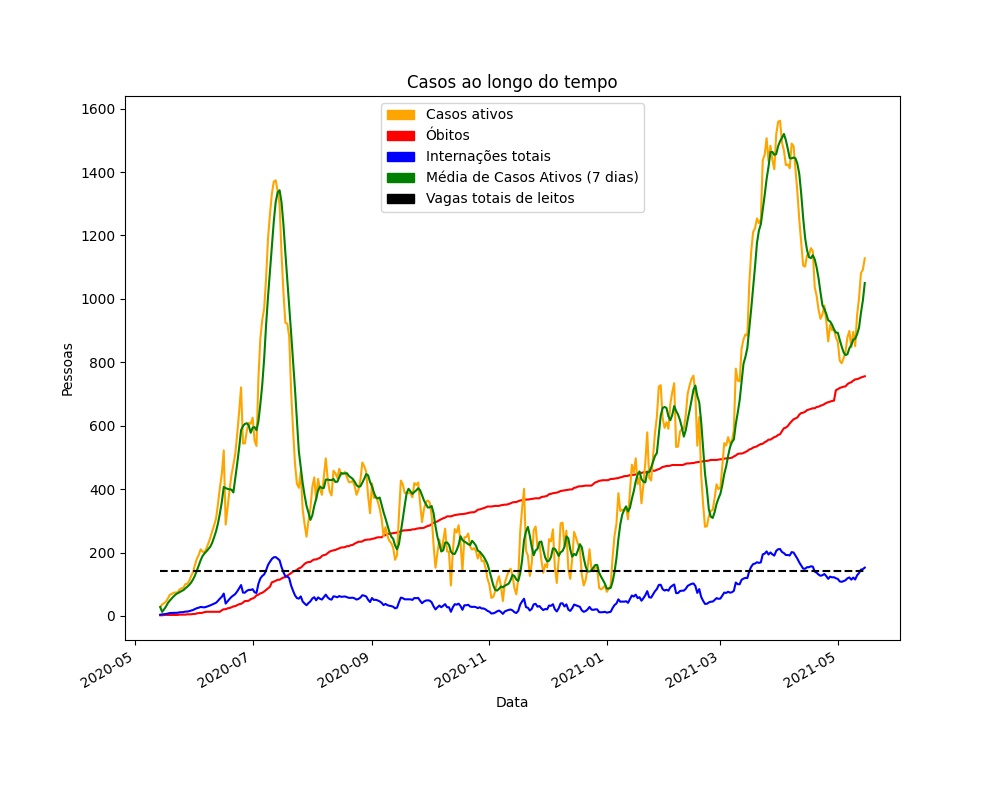 Casos ao longo do tempo
Casos ativos
Óbitos
Internações totais
Média de Casos Ativos (7 dias)
Vagas totais de leitos
Pessoas
1600
1400
1200
1000
800
600
400
200
0
2020-05
2020-07
2020-09
2020-11
2021-01
2021-03
2021-05
Data